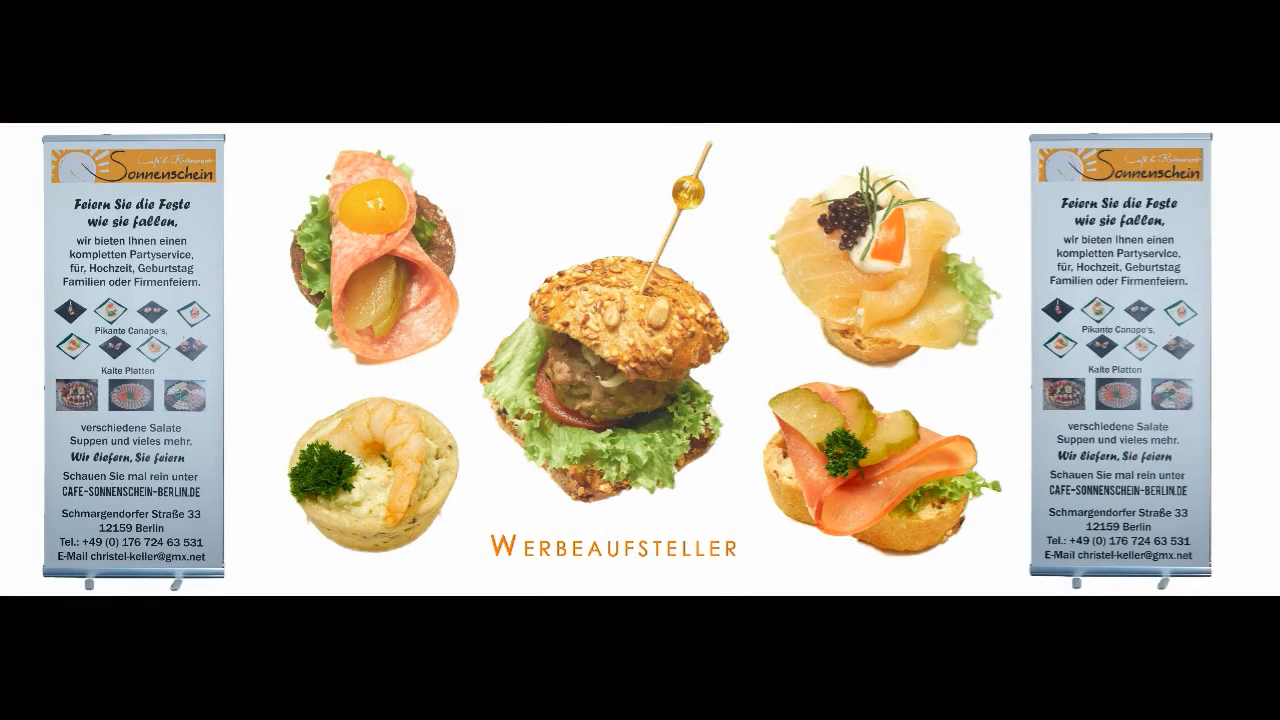 Café & Restaurant
Sonnenschein
Feiern Sie die Feste
wie sie fallen,
wir bieten Ihnen einen
kompletten Partyservice,
für, Hochzeit, Geburtstag
Familien oder Firmenfeiern.
Pikante Canape's,
Kalte Platten
verschiedene Salate
Suppen und vieles mehr.
Wir liefern, Sie feiern
Schauen Sie mal rein unter
CAFE-SONNENSCHEIN-BERLIN.DE
Schmargendorfer Straße 33
12159 Berlin
Tel.: +49 (0) 176 724 63 531
E-Mail christel-keller@gmx.net
WERBEAUFSTELLER
Café & Restaurant
Sonnenschein
Feiern Sie die Feste
wie sie fallen,
wir bieten Ihnen einen
kompletten Partyservice,
für, Hochzeit, Geburtstag
Familien oder Firmenfeiern.
Pikante Canape's,
Kalte Platten
verschiedene Salate
Suppen und vieles mehr.
Wir liefern, Sie feiern
Schauen Sie mal rein unter
CAFE-SONNENSCHEIN-BERLIN.DE
Schmargendorfer Straße 33
12159 Berlin
Tel.: +49 (0) 176 724 63 531
E-Mail christel-keller@gmx.net